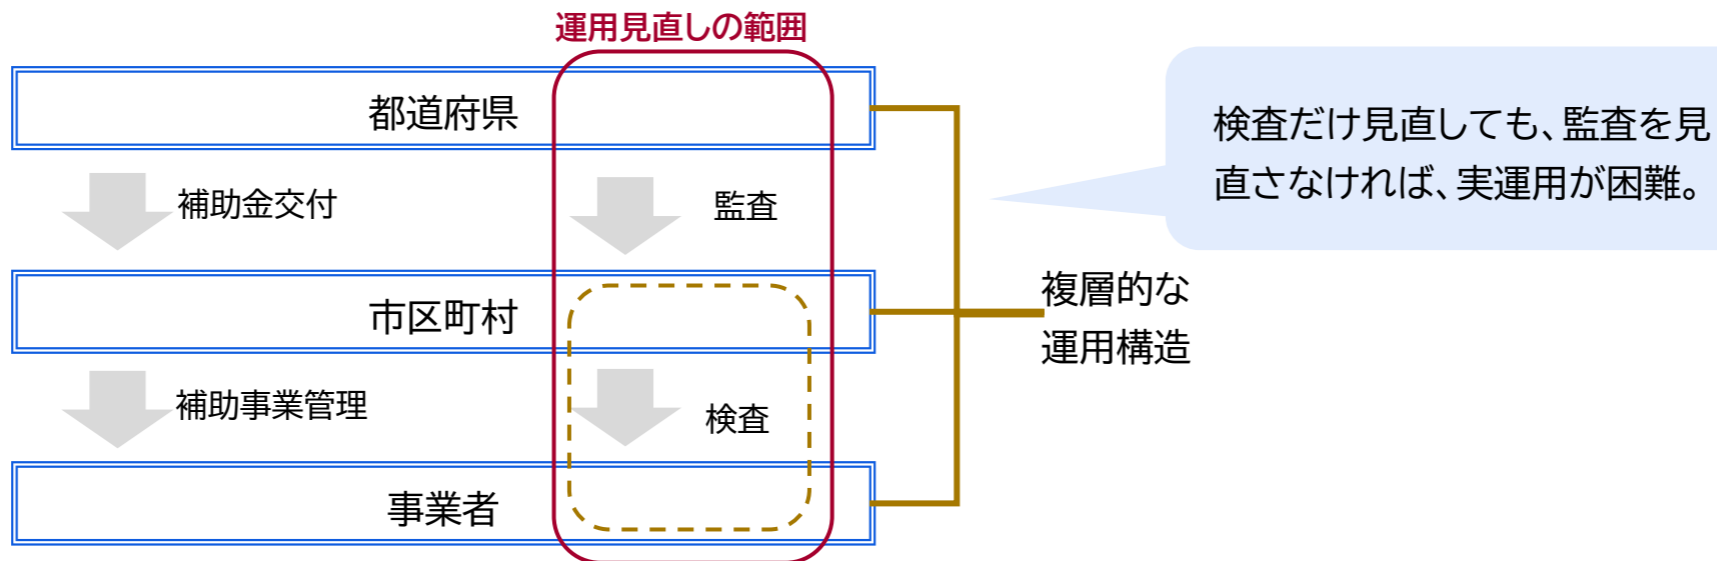 運用見直しの範囲
都道府県
補助金交付
監査
市区町村
補助事業管理
検査
事業者
検査だけ見直しても、監査を見
直さなければ、実運用が困難。
複層的な
運用構造